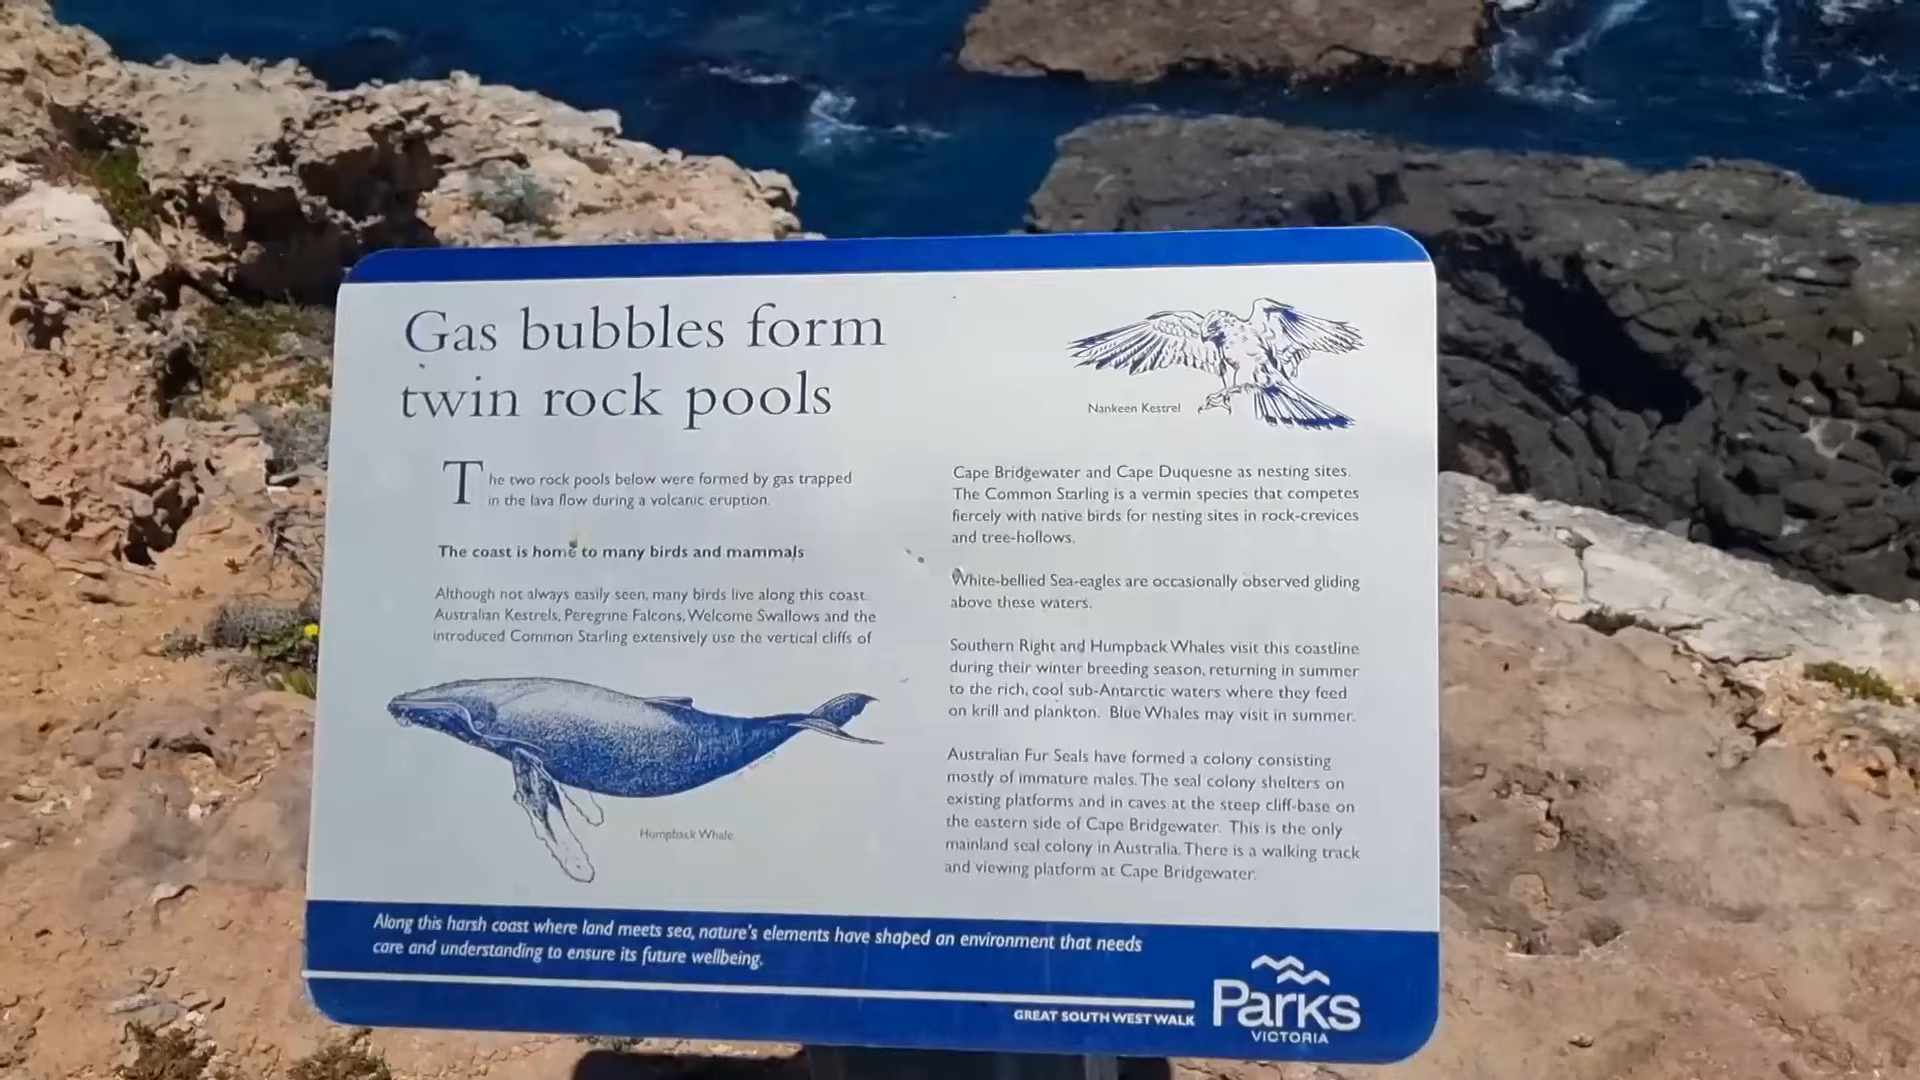 Gas bubbles form
twin rock pools
The two rock pools below were formed by gas trapped
in the lava flow during a volcanic eruption.
The coast is home to many birds and mammals
Although not always easily seen, many birds live along this coast.
Australian Kestrels, Peregrine Falcons, Welcome Swallows and the
introduced Common Starling extensively use the vertical cliffs of
Humpback Whale
Nankeen Kestrel
Cape Bridgewater and Cape Duquesne as nesting sites.
The Common Starling is a vermin species that competes
fiercely with native birds for nesting sites in rock-crevices
and tree-hollows.
White-bellied Sea-eagles are occasionally observed gliding
above these waters.
Southern Right and Humpback Whales visit this coastline
during their winter breeding season, returning in summer
to the rich, cool sub-Antarctic waters where they feed
on krill and plankton. Blue Whales may visit in summer.
Australian Fur Seals have formed a colony consisting
mostly of immature males. The seal colony shelters on
existing platforms and in caves at the steep cliff-base on
the eastern side of Cape Bridgewater. This is the only
mainland seal colony in Australia. There is a walking track
and viewing platform at Cape Bridgewater.
Along this harsh coast where land meets sea, nature's elements have shaped an environment that needs
care and understanding to ensure its future wellbeing.
GREAT SOUTH WEST WALK
Parks
VICTORIA